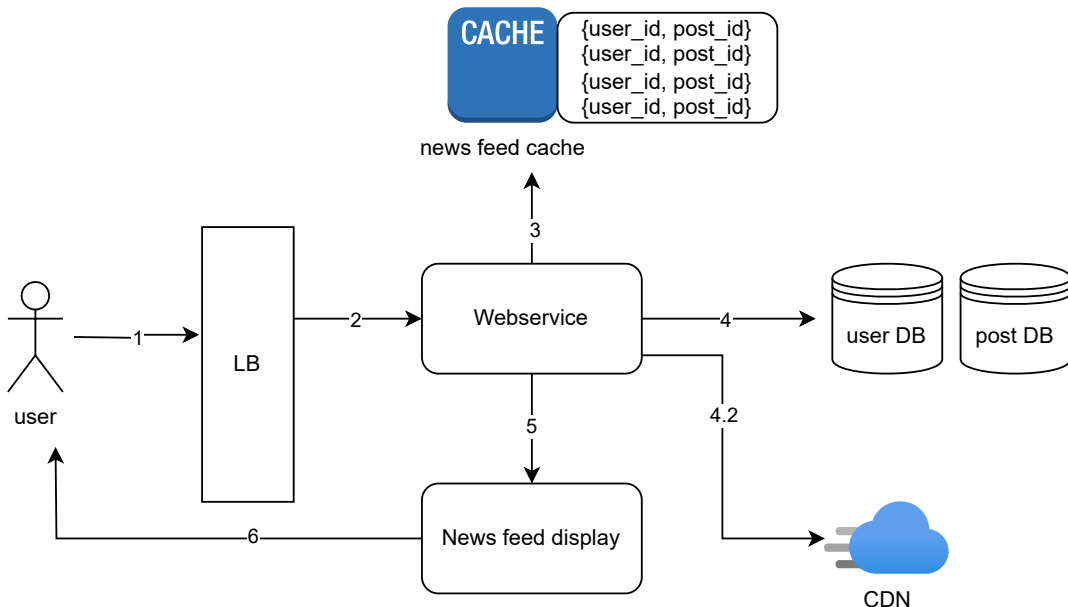 CACHE
{user_id, post_id}
{user_id, post_id}
{user_id, post_id}
{user_id, post_id}
news feed cache
3
1
user
LB
2
Webservice
4
user DB
post DB
5
4.2
6
News feed display
CDN